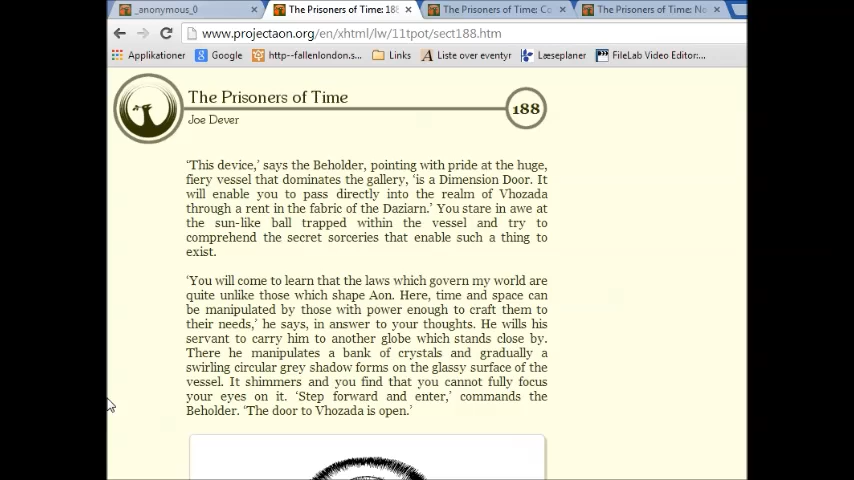 _anonymous_0
The Prisoners of Time: 188
The Prisoners of Time: Co
The Prisoners of Time: No
www.projectaon.org/en/xhtml/lw/11tpot/sect188.htm
Applikationer
Google
http--fallenlondon.s...
Links
Liste over eventyr
Læseplaner
FileLab Video Editor:...
The Prisoners of Time
188
Joe Dever
‘This device,’ says the Beholder, pointing with pride at the huge,
fiery vessel that dominates the gallery, ‘is a Dimension Door. It
will enable you to pass directly into the realm of Vhozada
through a rent in the fabric of the Daziarn.’ You stare in awe at
the sun-like ball trapped within the vessel and try to
comprehend the secret sorceries that enable such a thing to
exist.
‘You will come to learn that the laws which govern my world are
quite unlike those which shape Aon. Here, time and space can
be manipulated by those with power enough to craft them to
their needs,’ he says, in answer to your thoughts. He wills his
servant to carry him to another globe which stands close by.
There he manipulates a bank of crystals and gradually a
swirling circular grey shadow forms on the glassy surface of the
vessel. It shimmers and you find that you cannot fully focus
your eyes on it. ‘Step forward and enter,’ commands the
Beholder. ‘The door to Vhozada is open.’